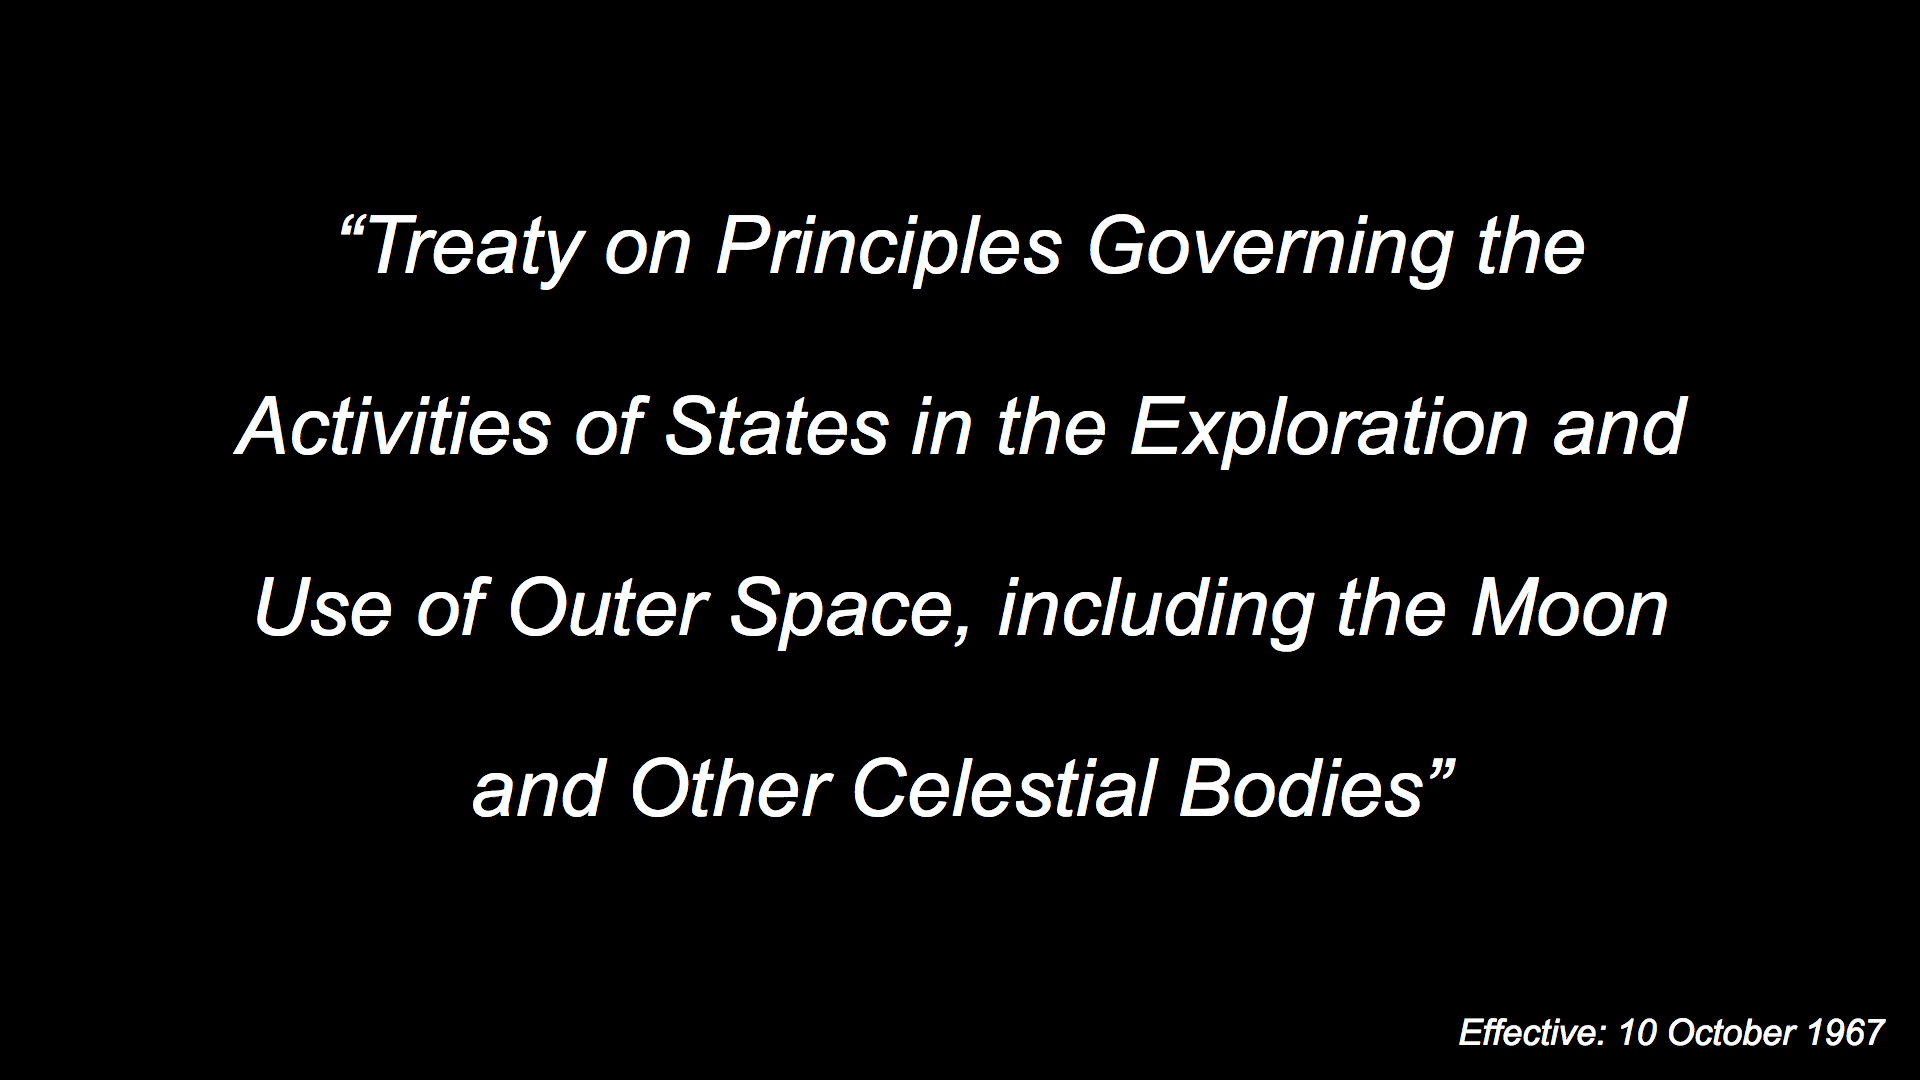 “Treaty on Principles Governing the
Activities of States in the Exploration and
Use of Outer Space, including the Moon
and Other Celestial Bodies”
Effective: 10 October 1967